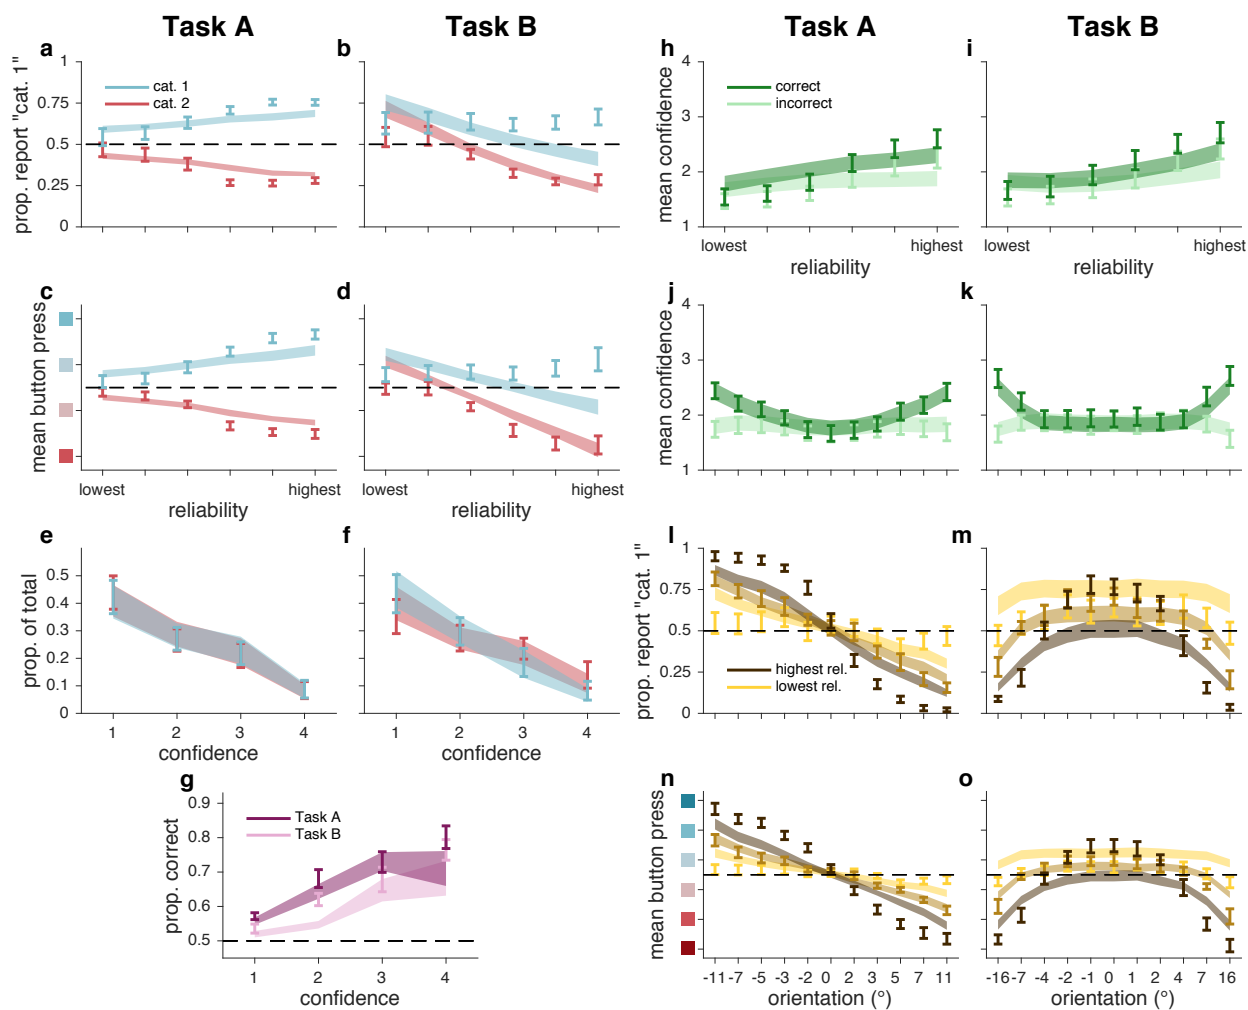 Task A
Task B
Task A
Task B
a
b
h
i
prop. report "cat. 1"
1
0.75
0.5
0.25
0
cat. 1
cat. 2
mean confidence
4
3
2
1
correct
incorrect
lowest
highest
reliability
lowest
highest
reliability
c
d
j
k
mean button press
lowest
highest
reliability
lowest
highest
reliability
mean confidence
4
3
2
1
e
f
l
m
prop. of total
0.5
0.4
0.3
0.2
0.1
0
1
2
3
4
confidence
1
2
3
4
confidence
prop. report "cat. 1"
1
0.75
0.5
0.25
0
highest rel.
lowest rel.
g
n
o
prop. correct
0.9
0.8
0.7
0.6
0.5
Task A
Task B
1
2
3
4
confidence
mean button press
-11 -7 -5 -3 -2 0 2 3 5 7 11
orientation (°)
-16 -7 -4 -2 -1 0 1 2 4 7 16
orientation (°)